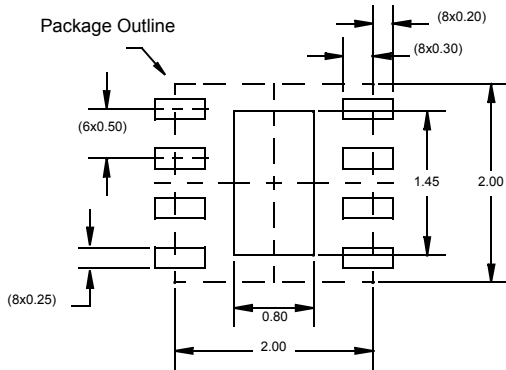 (8x0.20)
Package Outline
(8x0.30)
(6x0.50)
1.45
2.00
(8x0.25)
0.80
2.00